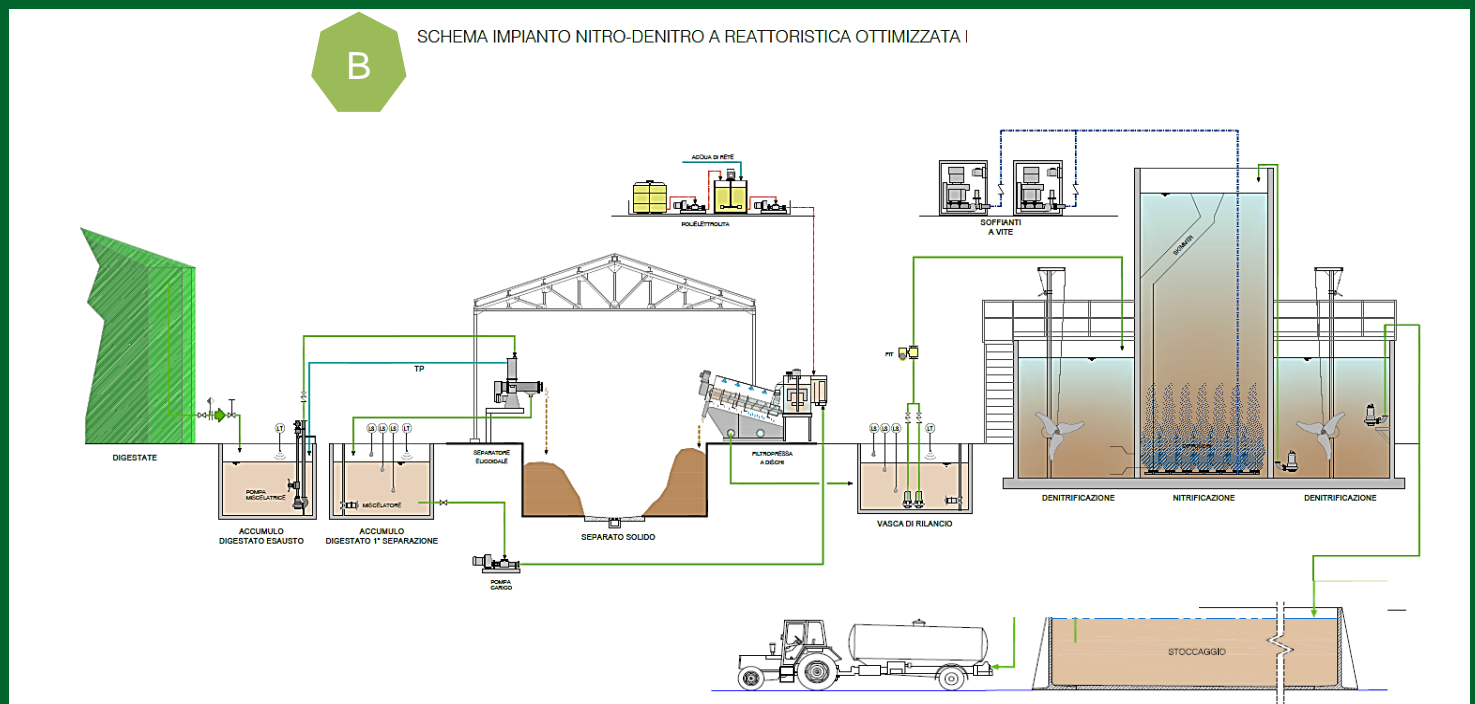 B
SCHEMA IMPIANTO NITRO-DENITRO A REATTORISTICA OTTIMIZZATA
ACQUA DI RETE
POLIELETTROLITA
SOFFIANTI
A VITE
SKIMMER
FIT
TP
DIGESTATE
LT
LS
LS
LS
LT
SEPARATORE
ELICOIDALE
FILTROPRESSA
A DISCHI
LS
LS
LS
LT
POMPA
MISCELATRICE
MISCELATORE
ACCUMULO
DIGESTATO ESAUSTO
ACCUMULO
DIGESTATO 1° SEPARAZIONE
SEPARATO SOLIDO
VASCA DI RILANCIO
DENITRIFICAZIONE
NITRIFICAZIONE
DENITRIFICAZIONE
POMPA
CARICO
STOCCAGGIO